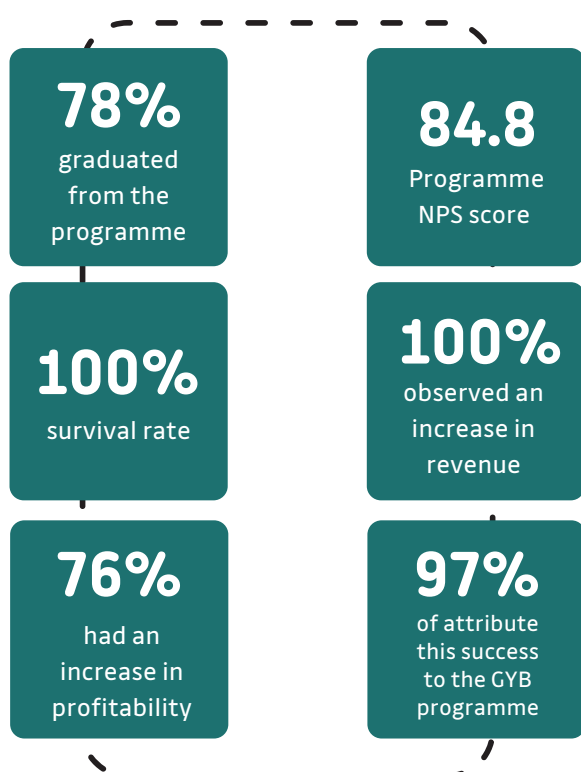 78%
graduated
from the
programme
84.8
Programme
NPS score
100%
survival rate
100%
observed an
increase in
revenue
76%
had an
increase in
profitability
97%
of attribute
this success
to the GYB
programme